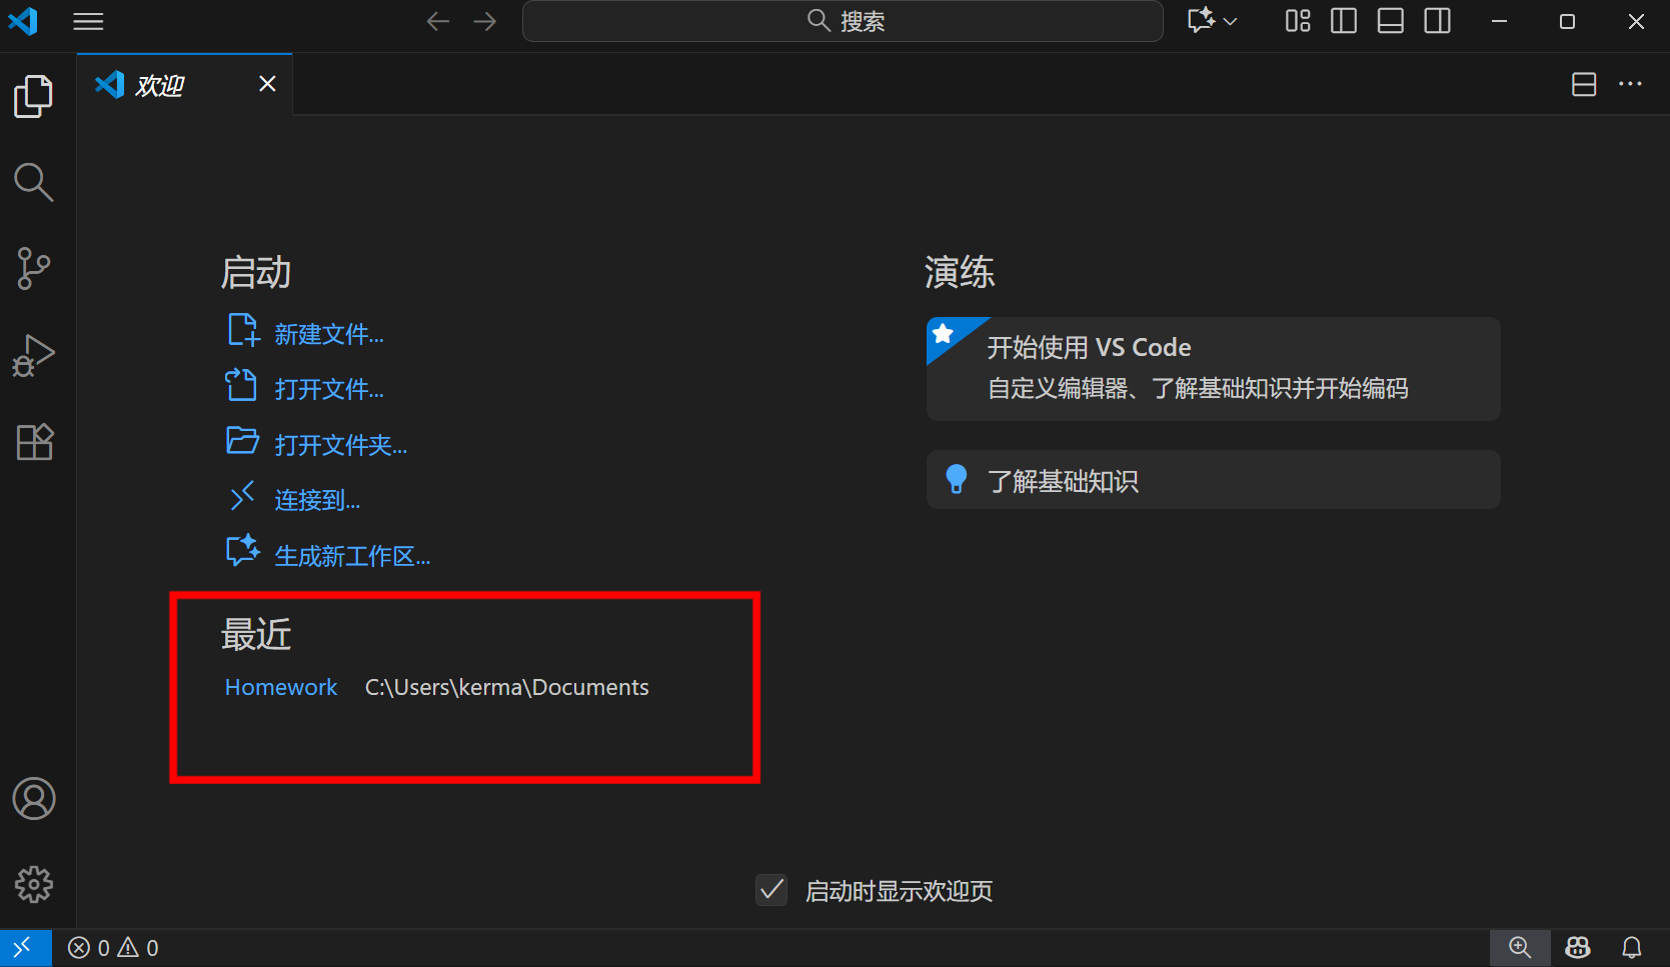 搜索
欢迎
启动
新建文件...
打开文件...
打开文件夹...
连接到...
生成新工作区...
最近
Homework C:\Users\kerma\Documents
演练
开始使用 VS Code
自定义编辑器、了解基础知识并开始编码
了解基础知识
启动时显示欢迎页
0 0